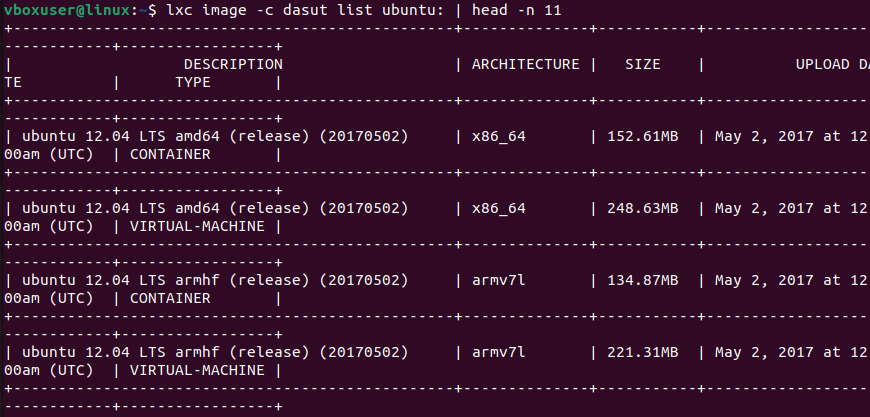 vboxuser@linux:~$ lxc image -c dasut list ubuntu: | head -n 11
+--------------------------------------------------+--------------+-----------+------------------
------------+-----------------+
|                   DESCRIPTION                   | ARCHITECTURE |   SIZE    |          UPLOAD DA
TE          |      TYPE       |
+--------------------------------------------------+--------------+-----------+------------------
------------+-----------------+
| ubuntu 12.04 LTS amd64 (release) (20170502)     | x86_64       | 152.61MB  | May 2, 2017 at 12
00am (UTC)  | CONTAINER       |
+--------------------------------------------------+--------------+-----------+------------------
------------+-----------------+
| ubuntu 12.04 LTS amd64 (release) (20170502)     | x86_64       | 248.63MB  | May 2, 2017 at 12
00am (UTC)  | VIRTUAL-MACHINE |
+--------------------------------------------------+--------------+-----------+------------------
------------+-----------------+
| ubuntu 12.04 LTS armhf (release) (20170502)     | armv7l       | 134.87MB  | May 2, 2017 at 12
00am (UTC)  | CONTAINER       |
+--------------------------------------------------+--------------+-----------+------------------
------------+-----------------+
| ubuntu 12.04 LTS armhf (release) (20170502)     | armv7l       | 221.31MB  | May 2, 2017 at 12
00am (UTC)  | VIRTUAL-MACHINE |
+--------------------------------------------------+--------------+-----------+------------------
------------+-----------------+